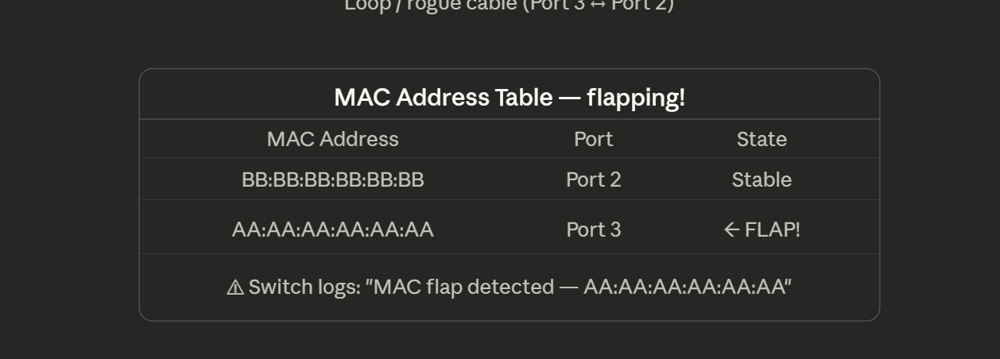 Loop / rogue cable (Port 3 ↔ Port 2)
MAC Address Table — flapping!
MAC Address Port State
BB:BB:BB:BB:BB:BB Port 2 Stable
AA:AA:AA:AA:AA:AA Port 3 ← FLAP!
⚠ Switch logs: "MAC flap detected — AA:AA:AA:AA:AA:AA"